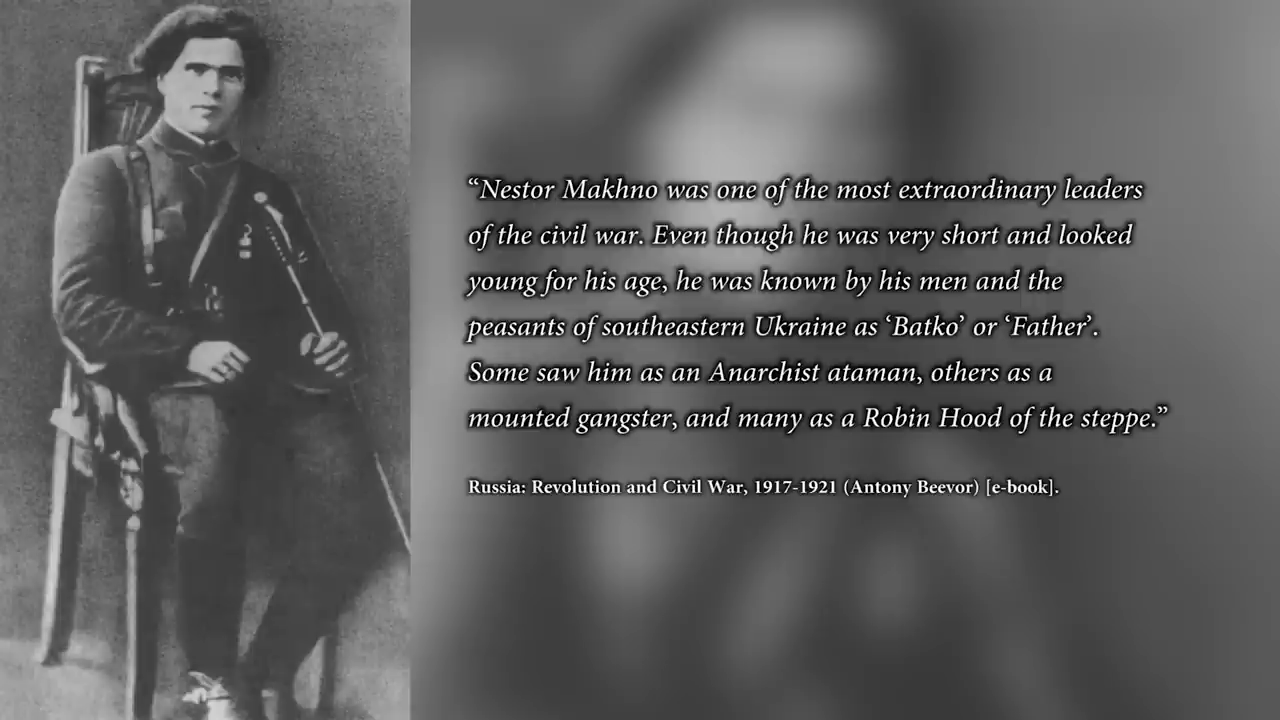 “Nestor Makhno was one of the most extraordinary leaders
of the civil war. Even though he was very short and looked
young for his age, he was known by his men and the
peasants of southeastern Ukraine as ‘Batko’ or ‘Father’.
Some saw him as an Anarchist ataman, others as a
mounted gangster, and many as a Robin Hood of the steppe.”
Russia: Revolution and Civil War, 1917-1921 (Antony Beevor) [e-book].